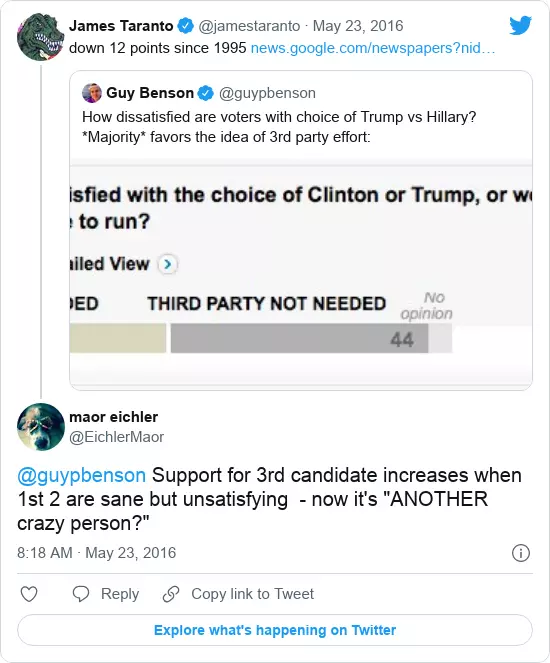 James Taranto @jamestaranto · May 23, 2016
down 12 points since 1995 news.google.com/newspapers?nid…
Guy Benson @guypbenson
How dissatisfied are voters with choice of Trump vs Hillary?
*Majority* favors the idea of 3rd party effort:
isfied with the choice of Clinton or Trump, or w
e to run?
ailed View
DED THIRD PARTY NOT NEEDED No
opinion
44
maor eichler
@EichlerMaor
@guypbenson Support for 3rd candidate increases when
1st 2 are sane but unsatisfying - now it's "ANOTHER
crazy person?"
8:18 AM · May 23, 2016
Reply Copy link to Tweet
Explore what's happening on Twitter